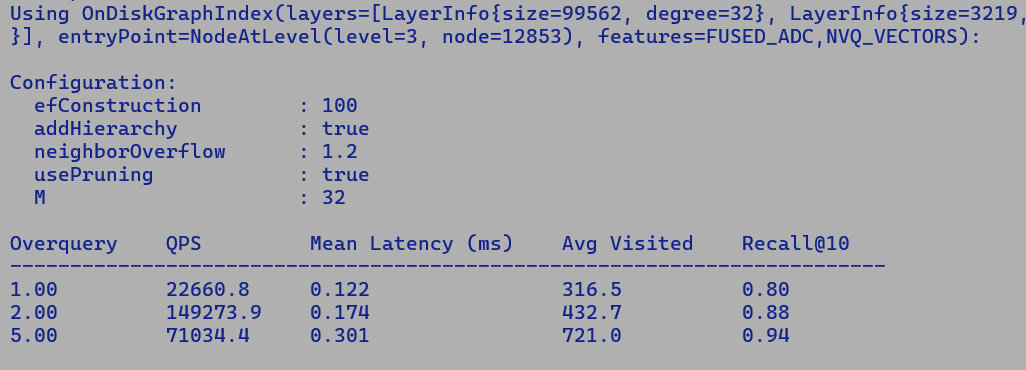 Using OnDiskGraphIndex(layers=[LayerInfo{size=99562, degree=32}, LayerInfo{size=3219,
}], entryPoint=NodeAtLevel(level=3, node=12853), features=FUSED_ADC,NVQ_VECTORS):
Configuration:
efConstruction : 100
addHierarchy : true
neighborOverflow : 1.2
usePruning : true
M : 32
Overquery QPS Mean Latency (ms) Avg Visited Recall@10
-------------------------------------------------------------------------
1.00 22660.8 0.122 316.5 0.80
2.00 149273.9 0.174 432.7 0.88
5.00 71034.4 0.301 721.0 0.94